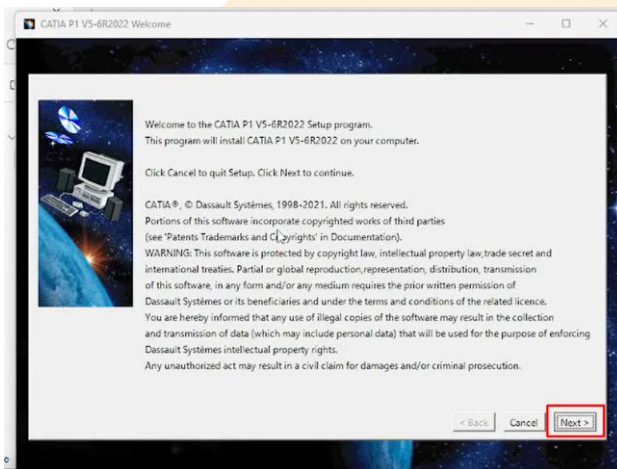 CATIA P1 V5-6R2022 Welcome
Welcome to the CATIA P1 V5-6R2022 Setup program.
This program will install CATIA P1 V5-6R2022 on your computer.
Click Cancel to quit Setup. Click Next to continue.
CATIA®, © Dassault Systèmes, 1998-2021. All rights reserved.
Portions of this software incorporate copyrighted works of third parties
(see 'Patents Trademarks and Copyrights' in Documentation).
WARNING: This software is protected by copyright law, intellectual property law,trade secret and
international treaties. Partial or global reproduction,representation, distribution, transmission
of this software, in any form and/or any medium requires the prior written permission of
Dassault Systèmes or its beneficiaries and under the terms and conditions of the related licence.
You are hereby informed that any use of illegal copies of the software may result in the collection
and transmission of data (which may include personal data) that will be used for the purpose of enforcing
Dassault Systèmes intellectual property rights.
Any unauthorized act may result in a civil claim for damages and/or criminal prosecution.
< Back Cancel Next >